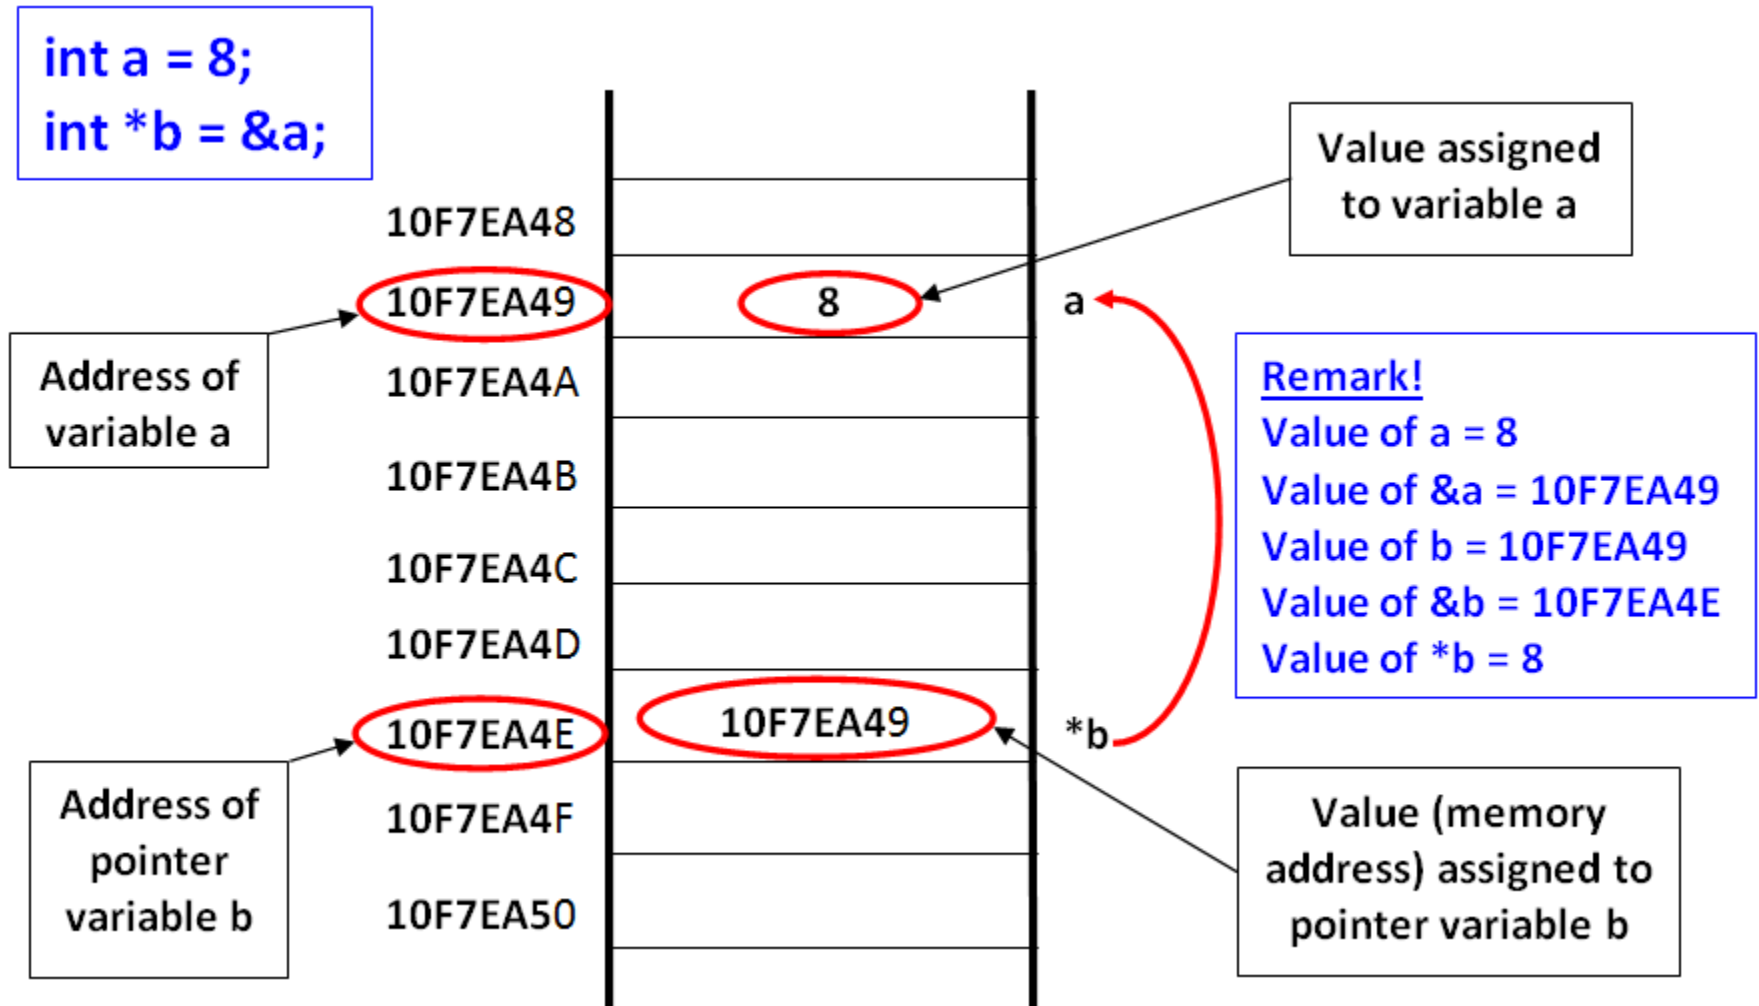 int a = 8;
int *b = &a;
Value assigned
to variable a
10F7EA48
10F7EA49
8
a
Address of
variable a
10F7EA4A
10F7EA4B
10F7EA4C
10F7EA4D
10F7EA4E
10F7EA49
*b
Remark!
Value of a = 8
Value of &a = 10F7EA49
Value of b = 10F7EA49
Value of &b = 10F7EA4E
Value of *b = 8
Address of
pointer
variable b
10F7EA4F
10F7EA50
Value (memory
address) assigned to
pointer variable b